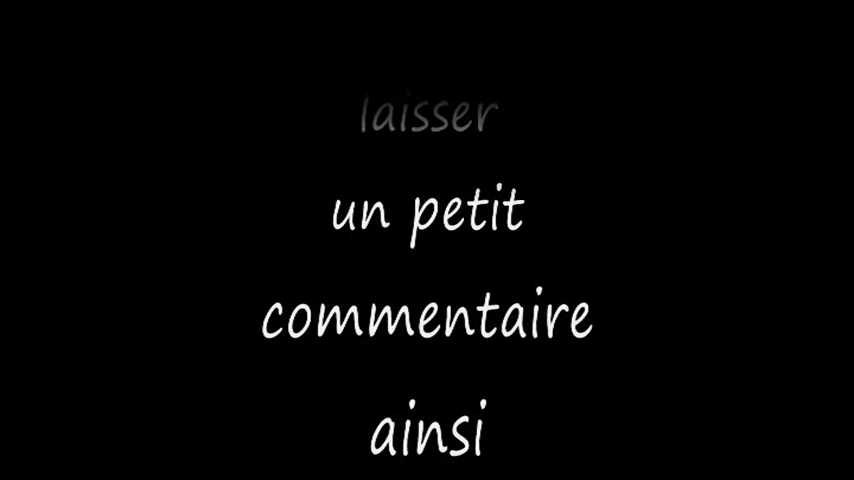 laisser
un petit
commentaire
ainsi